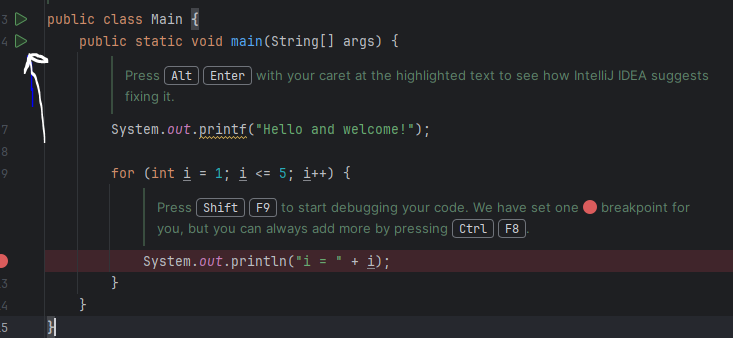 3 public class Main {
4 public static void main(String[] args) {
Press Alt Enter with your caret at the highlighted text to see how IntelliJ IDEA suggests
fixing it.
7 System.out.printf("Hello and welcome!");
8
9 for (int i = 1; i <= 5; i++) {
Press Shift F9 to start debugging your code. We have set one breakpoint for
you, but you can always add more by pressing Ctrl F8.
System.out.println("i = " + i);
3 }
4 }
5 }